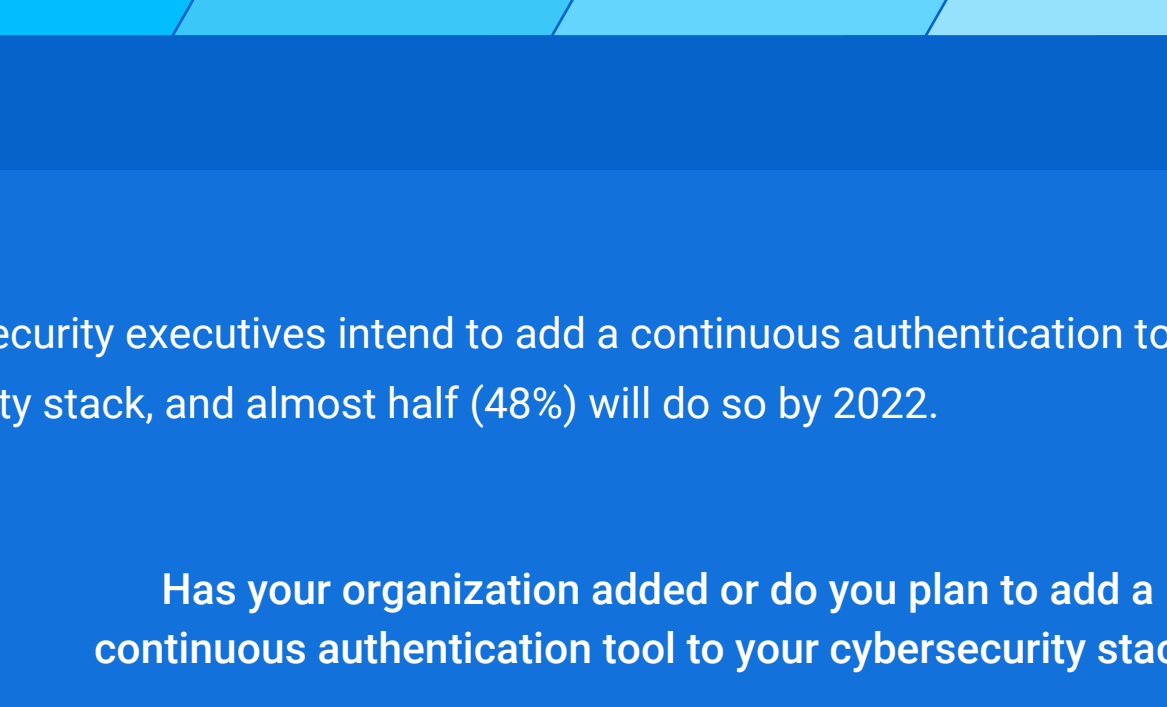 ecurity executives intend to add a continuous authentication to
ty stack, and almost half (48%) will do so by 2022.
Has your organization added or do you plan to add a
continuous authentication tool to your cybersecurity stac